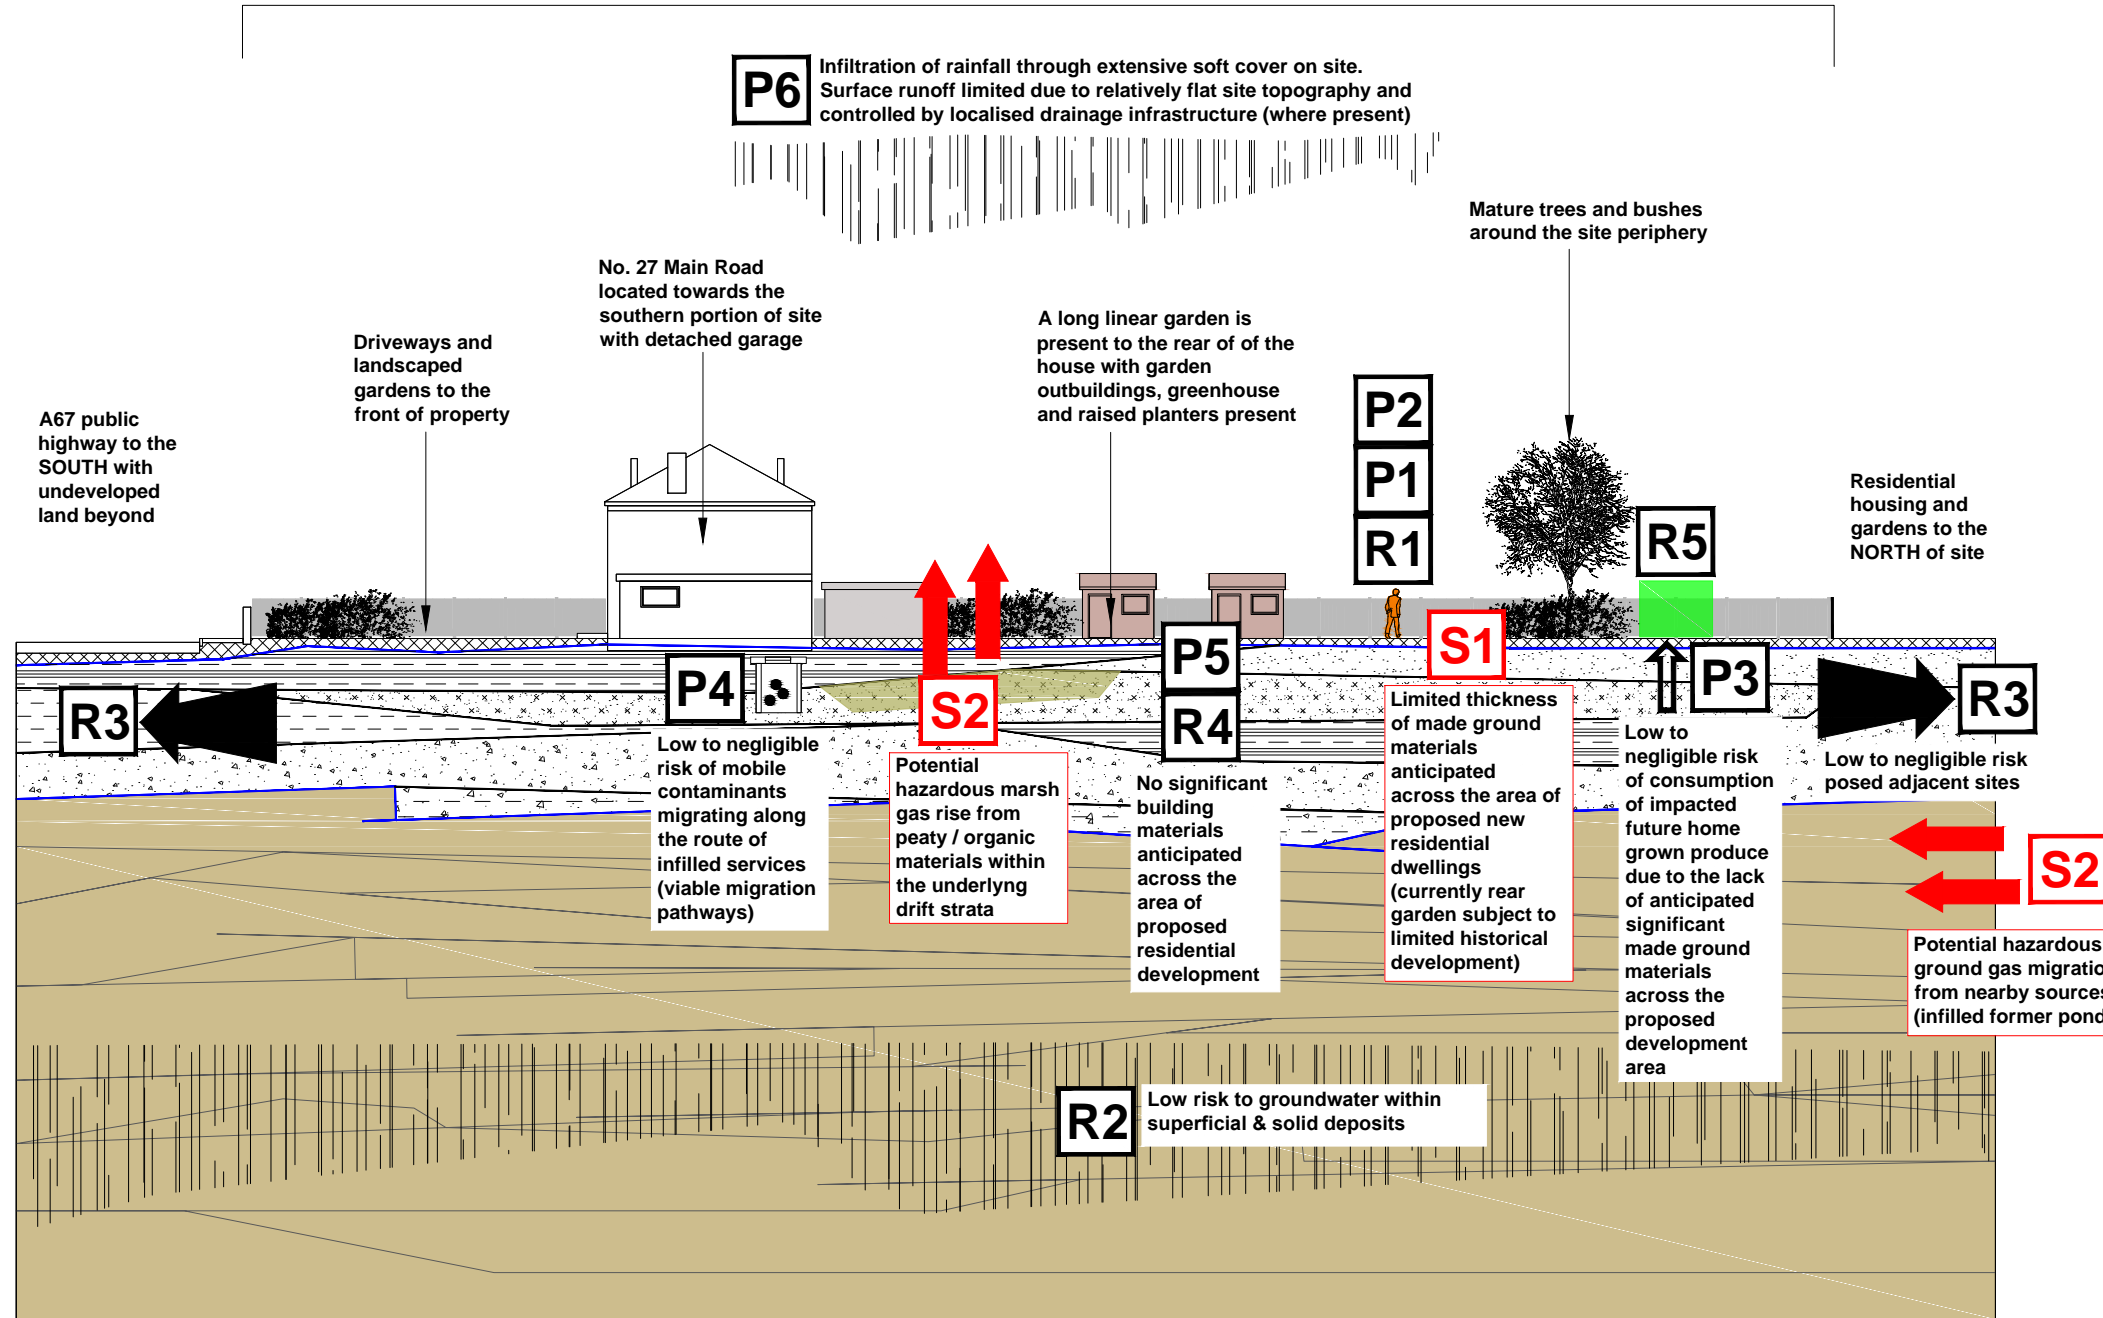 P6
Infiltration of rainfall through extensive soft cover on site.
Surface runoff limited due to relatively flat site topography and
controlled by localised drainage infrastructure (where present)
Mature trees and bushes
around the site periphery
No. 27 Main Road
located towards the
southern portion of site
with detached garage
A long linear garden is
present to the rear of of the
house with garden
outbuildings, greenhouse
and raised planters present
Driveways and
landscaped
gardens to the
front of property
A67 public
highway to the
SOUTH with
undeveloped
land beyond
P2
P1
R1
R5
Residential
housing and
gardens to the
NORTH of site
R3
P4
Low to negligible
risk of mobile
contaminants
migrating along
the route of
infilled services
(viable migration
pathways)
S2
Potential
hazardous marsh
gas rise from
peaty / organic
materials within
the underlyng
drift strata
P5
R4
No significant
building
materials
anticipated
across the
area of
proposed
residential
development
S1
Limited thickness
of made ground
materials
anticipated
across the area of
proposed new
residential
dwellings
(currently rear
garden subject to
limited historical
development)
P3
Low to
negligible risk
of consumption
of impacted
future home
grown produce
due to the lack
of anticipated
significant
made ground
materials
across the
proposed
development
area
R3
Low to negligible risk
posed adjacent sites
S2
Potential hazardous
ground gas migratio
from nearby sources
(infilled former pond
R2
Low risk to groundwater within
superficial & solid deposits